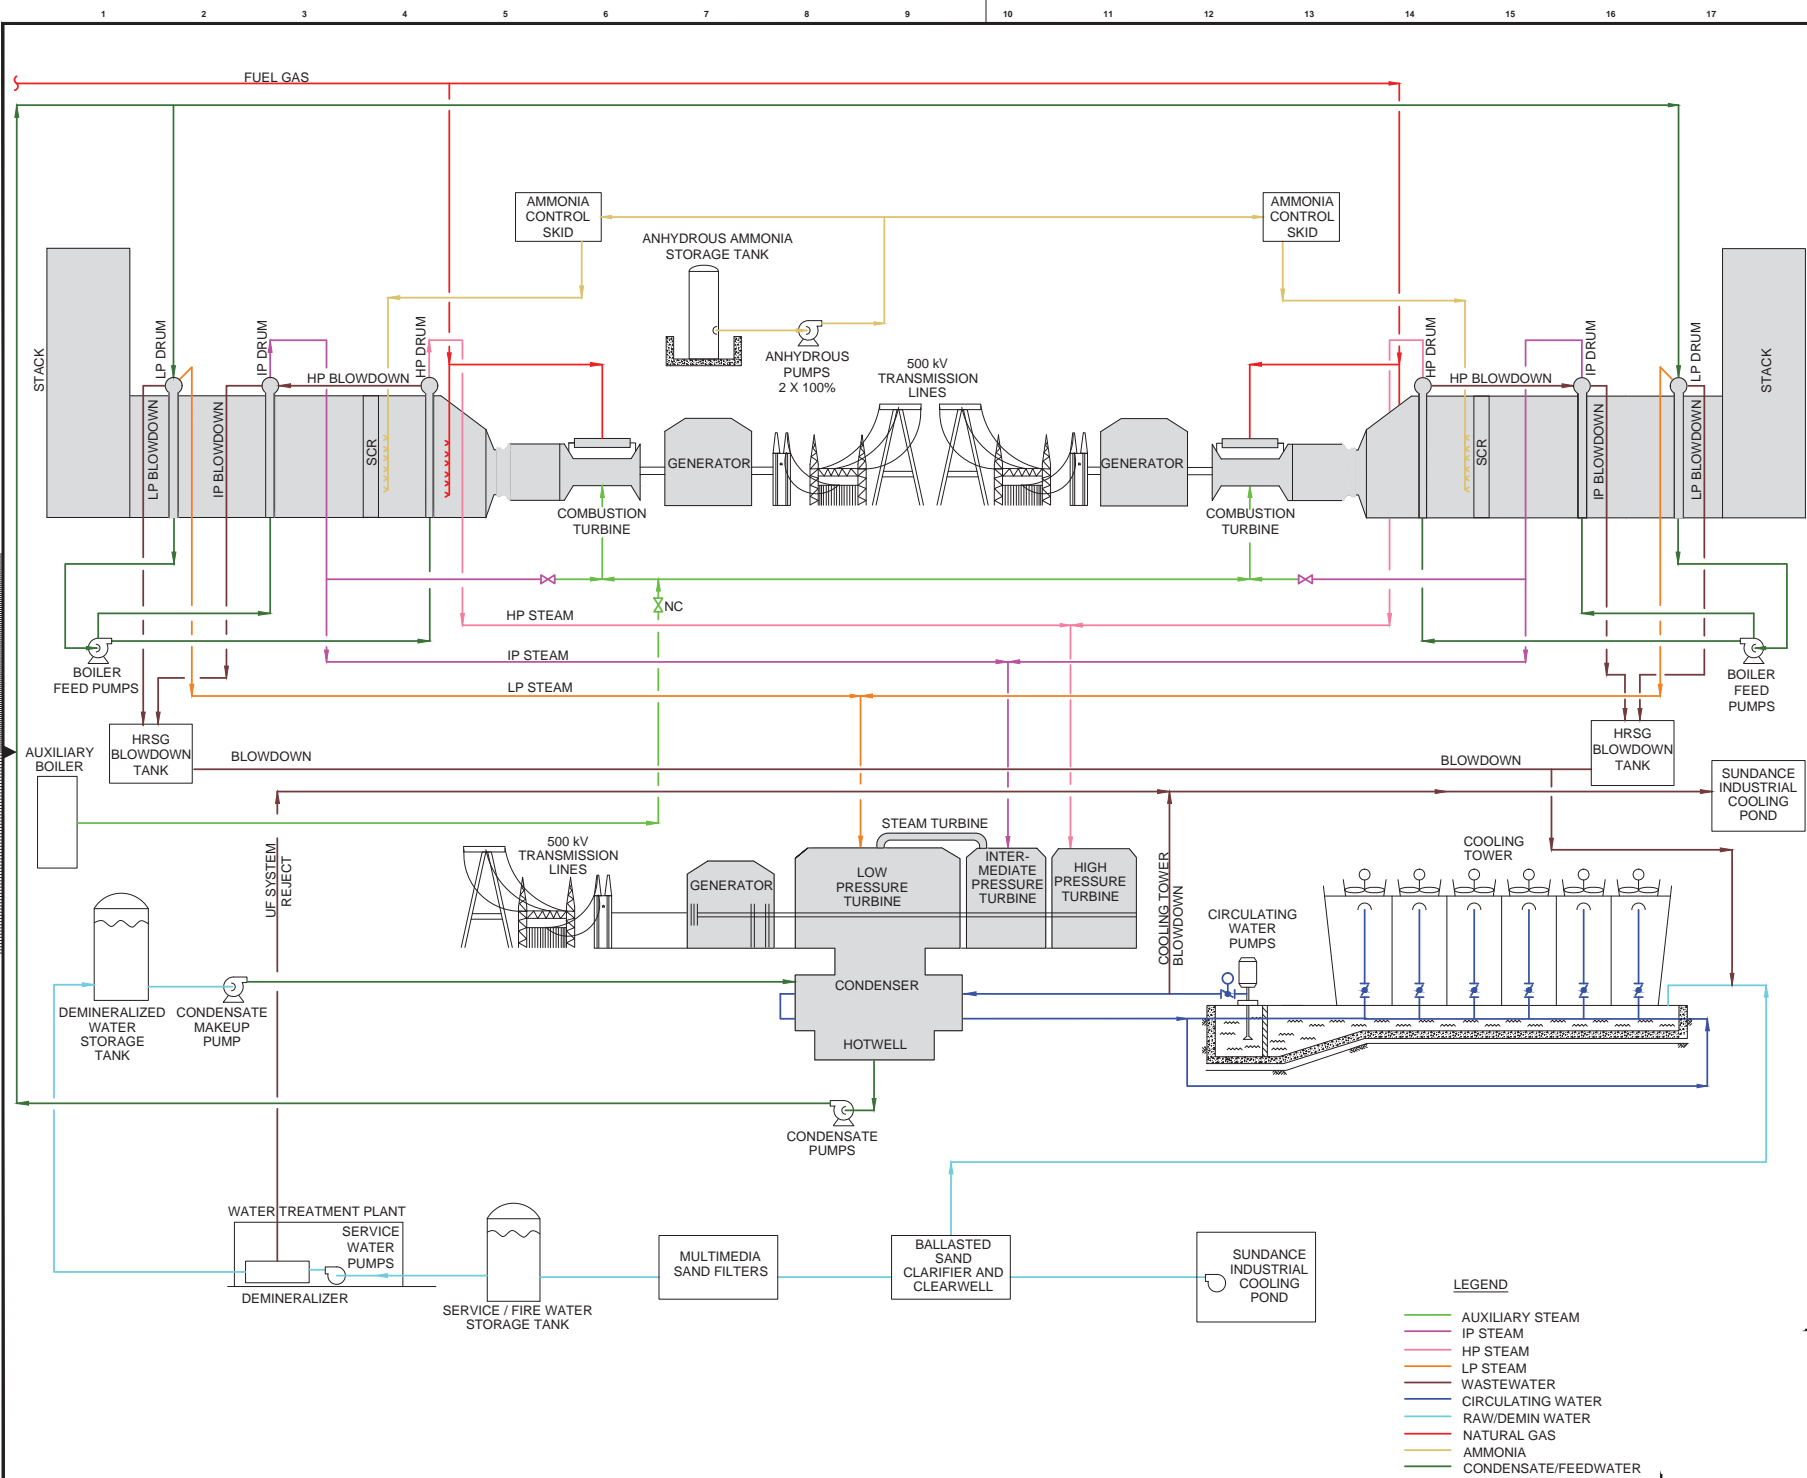 1 2 3 4 5 6 7 8 9 10 11 12 13 14 15 16 17
FUEL GAS
AMMONIA
CONTROL
SKID
AMMONIA
CONTROL
SKID
ANHYDROUS AMMONIA
STORAGE TANK
ANHYDROUS
PUMPS
2 X 100%
500 kV
TRANSMISSION
LINES
STACK
LP DRUM
IP DRUM
HP DRUM
HP BLOWDOWN
LP BLOWDOWN
IP BLOWDOWN
SCR
GENERATOR
COMBUSTION
TURBINE
GENERATOR
COMBUSTION
TURBINE
HP DRUM
IP DRUM
LP DRUM
HP BLOWDOWN
SCR
IP BLOWDOWN
LP BLOWDOWN
STACK
NC
HP STEAM
IP STEAM
LP STEAM
BOILER
FEED PUMPS
BOILER
FEED
PUMPS
HRSG
BLOWDOWN
TANK
BLOWDOWN
BLOWDOWN
HRSG
BLOWDOWN
TANK
AUXILIARY
BOILER
SUNDANCE
INDUSTRIAL
COOLING
POND
UF SYSTEM
REJECT
500 kV
TRANSMISSION
LINES
GENERATOR
STEAM TURBINE
LOW
PRESSURE
TURBINE
INTER-
MEDIATE
PRESSURE
TURBINE
HIGH
PRESSURE
TURBINE
COOLING TOWER
BLOWDOWN
CIRCULATING
WATER
PUMPS
COOLING
TOWER
CONDENSER
HOTWELL
DEMINERALIZED
WATER
STORAGE
TANK
CONDENSATE
MAKEUP
PUMP
CONDENSATE
PUMPS
WATER TREATMENT PLANT
SERVICE
WATER
PUMPS
DEMINERALIZER
SERVICE / FIRE WATER
STORAGE TANK
MULTIMEDIA
SAND FILTERS
BALLASTED
SAND
CLARIFIER AND
CLEARWELL
SUNDANCE
INDUSTRIAL
COOLING
POND
LEGEND
AUXILIARY STEAM
IP STEAM
HP STEAM
LP STEAM
WASTEWATER
CIRCULATING WATER
RAW/DEMIN WATER
NATURAL GAS
AMMONIA
CONDENSATE/FEEDWATER